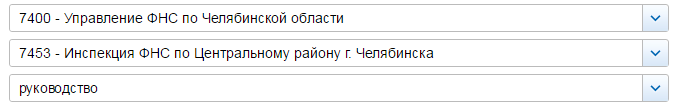 7400 - Управление ФНС по Челябинской области
7453 - Инспекция ФНС по Центральному району г. Челябинска
руководство